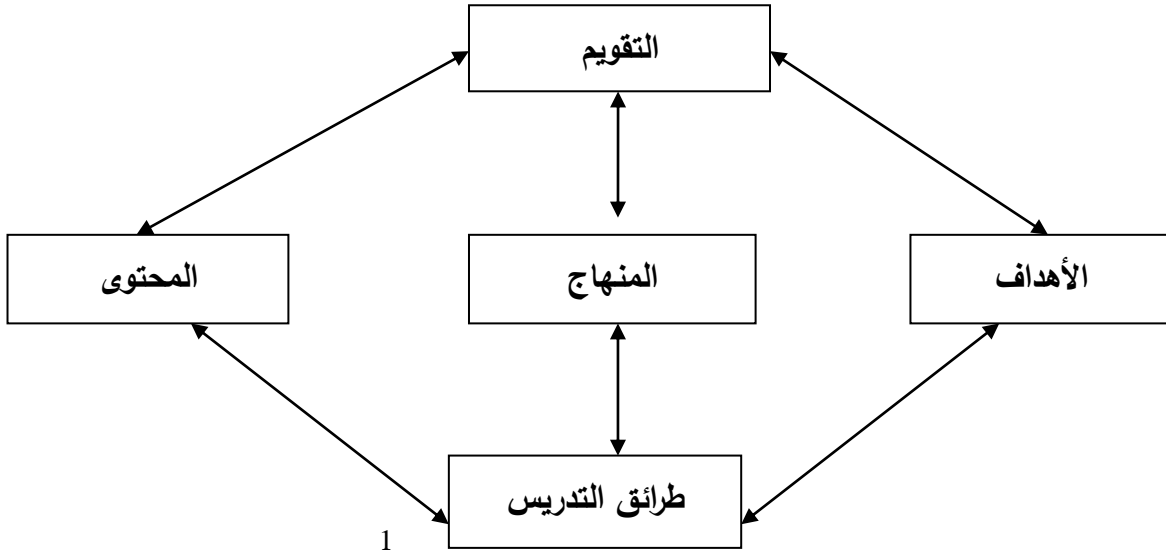 التقويم
الأهداف
المنهاج
المحتوى
طرائق التدريس
1